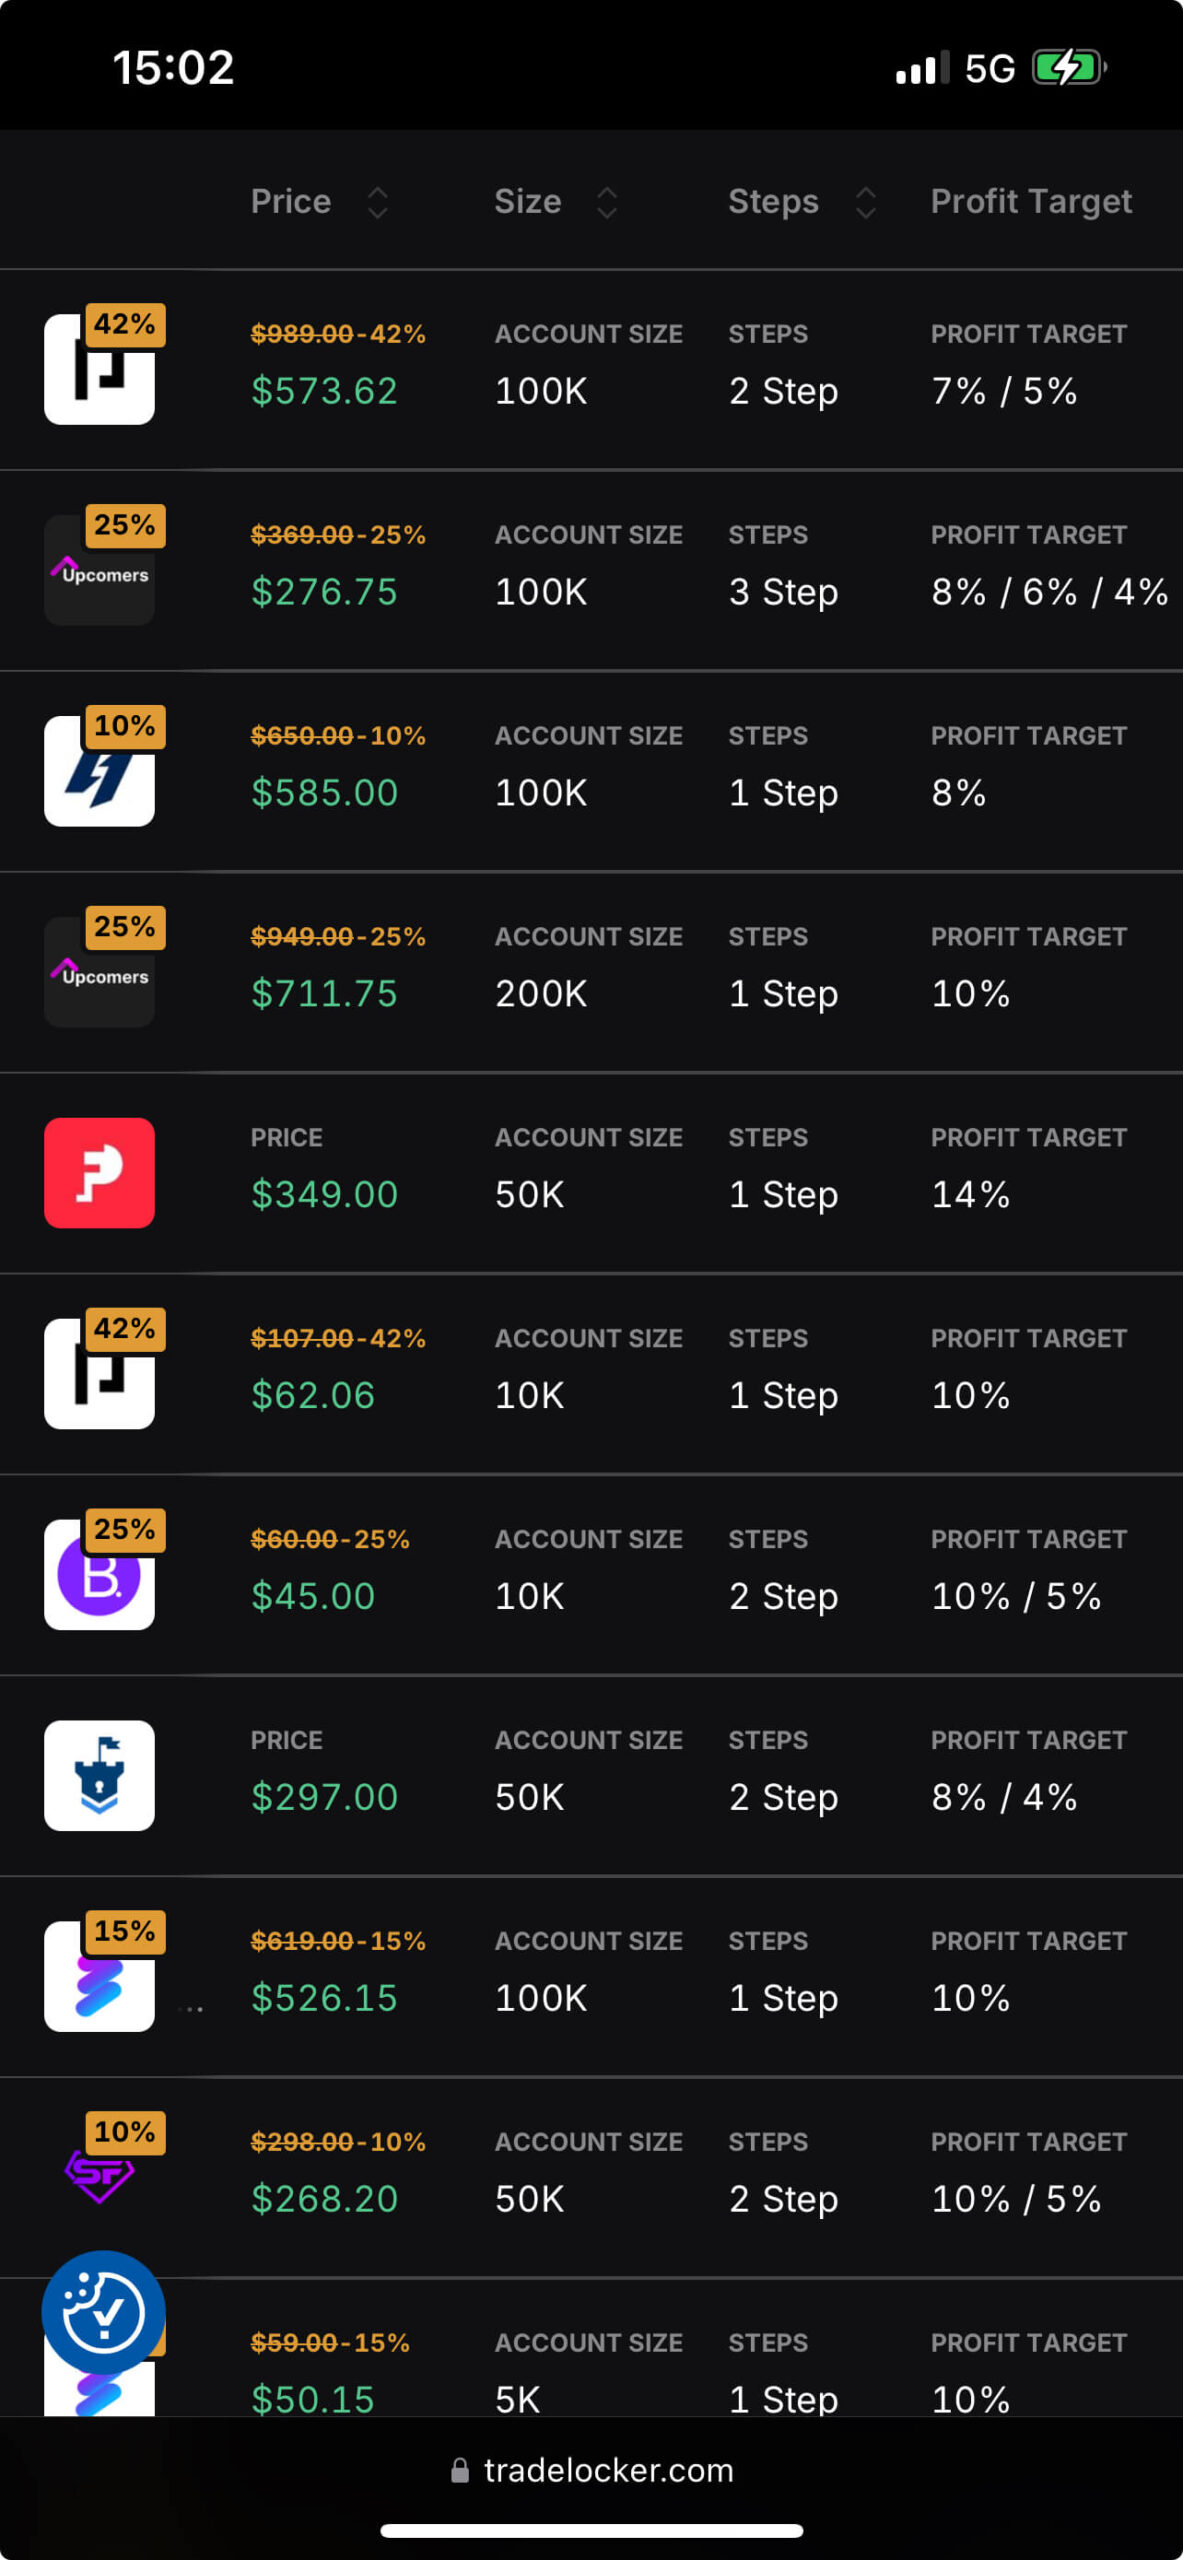 15:02 5G
Price Size Steps Profit Target
42% $989.00-42% ACCOUNT SIZE STEPS PROFIT TARGET
$573.62 100K 2 Step 7% / 5%
25% $369.00-25% ACCOUNT SIZE STEPS PROFIT TARGET
Upcomers $276.75 100K 3 Step 8% / 6% / 4%
10% $650.00-10% ACCOUNT SIZE STEPS PROFIT TARGET
$585.00 100K 1 Step 8%
25% $949.00-25% ACCOUNT SIZE STEPS PROFIT TARGET
Upcomers $711.75 200K 1 Step 10%
PRICE ACCOUNT SIZE STEPS PROFIT TARGET
$349.00 50K 1 Step 14%
42% $107.00-42% ACCOUNT SIZE STEPS PROFIT TARGET
$62.06 10K 1 Step 10%
25% $60.00-25% ACCOUNT SIZE STEPS PROFIT TARGET
B. $45.00 10K 2 Step 10% / 5%
PRICE ACCOUNT SIZE STEPS PROFIT TARGET
$297.00 50K 2 Step 8% / 4%
15% $619.00-15% ACCOUNT SIZE STEPS PROFIT TARGET
... $526.15 100K 1 Step 10%
10% $298.00-10% ACCOUNT SIZE STEPS PROFIT TARGET
SF $268.20 50K 2 Step 10% / 5%
$59.00-15% ACCOUNT SIZE STEPS PROFIT TARGET
$50.15 5K 1 Step 10%
tradelocker.com